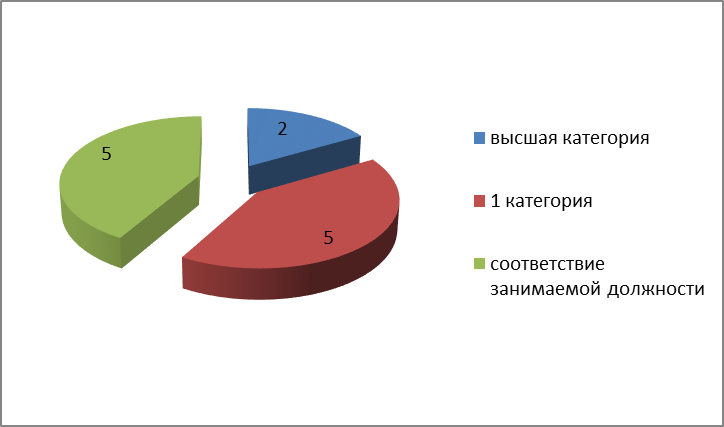 2
5
5
высшая категория
1 категория
соответствие
занимаемой должности